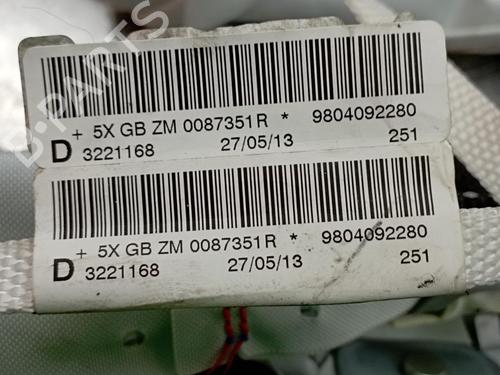 + 5X GB ZM 0087351R * 9804092280
D 3221168 27/05/13 251
+ 5X GB ZM 0087351R * 9804092280
D 3221168 27/05/13 251
B-PARTS